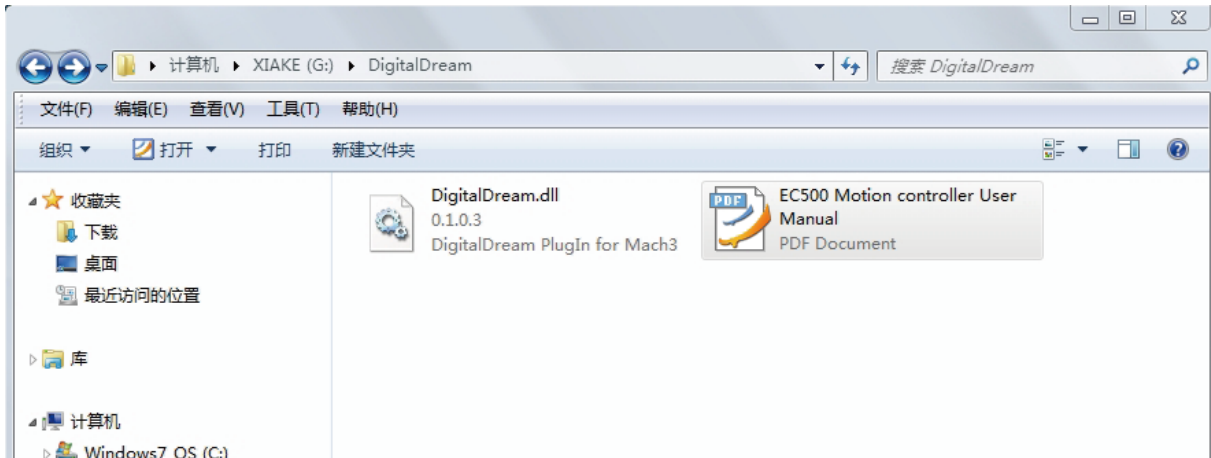 计算机 XIAKE (G:) DigitalDream
搜索 DigitalDream
文件(F) 编辑(E) 查看(V) 工具(T) 帮助(H)
组织 打开 打印 新建文件夹
收藏夹
下载
桌面
最近访问的位置
库
计算机
Windows7_OS (C:)
DigitalDream.dll
0.1.0.3
DigitalDream PlugIn for Mach3
PDF
EC500 Motion controller User
Manual
PDF Document